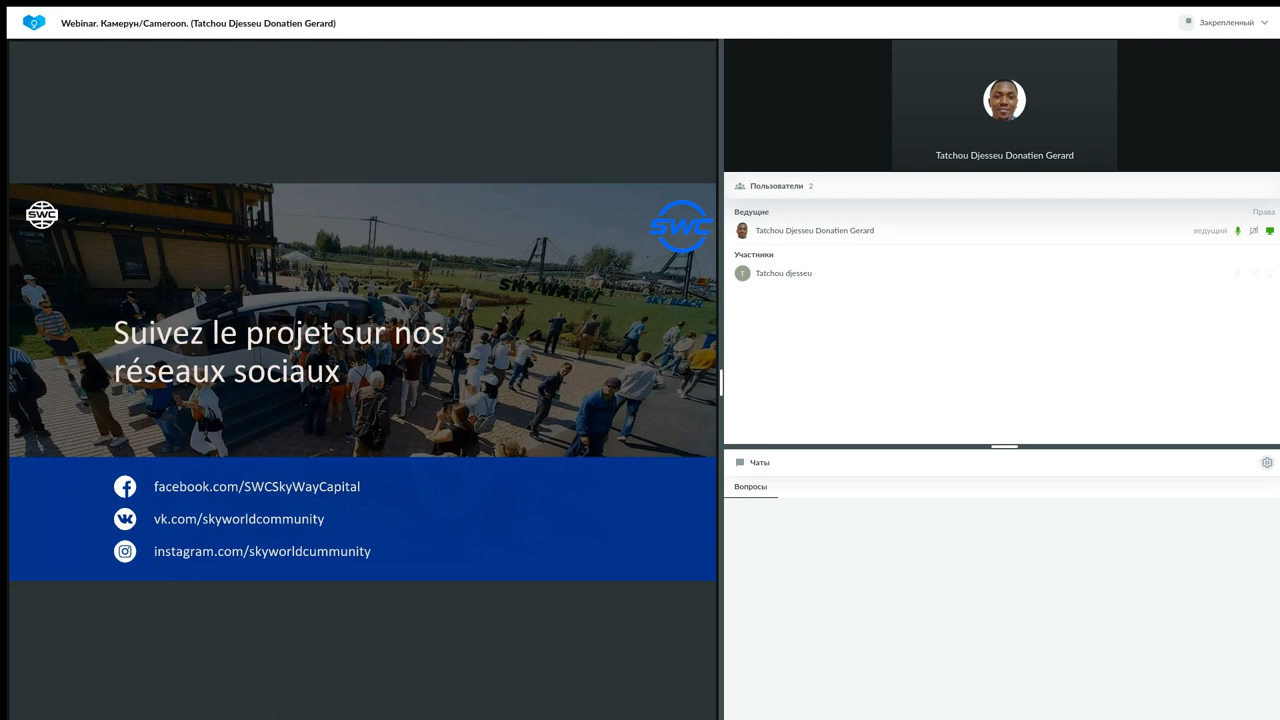 Webinar. Камерун/Cameroon. (Tatchou Djesseu Donatien Gerard)
Закрепленный
SWC
SWC
SKYWAY
Suivez le projet sur nos
réseaux sociaux
facebook.com/SWCSkyWayCapital
vk.com/skyworldcommunity
instagram.com/skyworldcummunity
Tatchou Djesseu Donatien Gerard
Пользователи 2
Ведущие
Права
Tatchou Djesseu Donatien Gerard
ведущий
Участники
T
Tatchou djesseu
Чаты
Вопросы